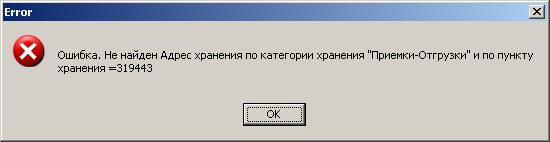 Error
Ошибка. Не найден Адрес хранения по категории хранения "Приемки-Отгрузки" и по пункту
хранения =319443
OK